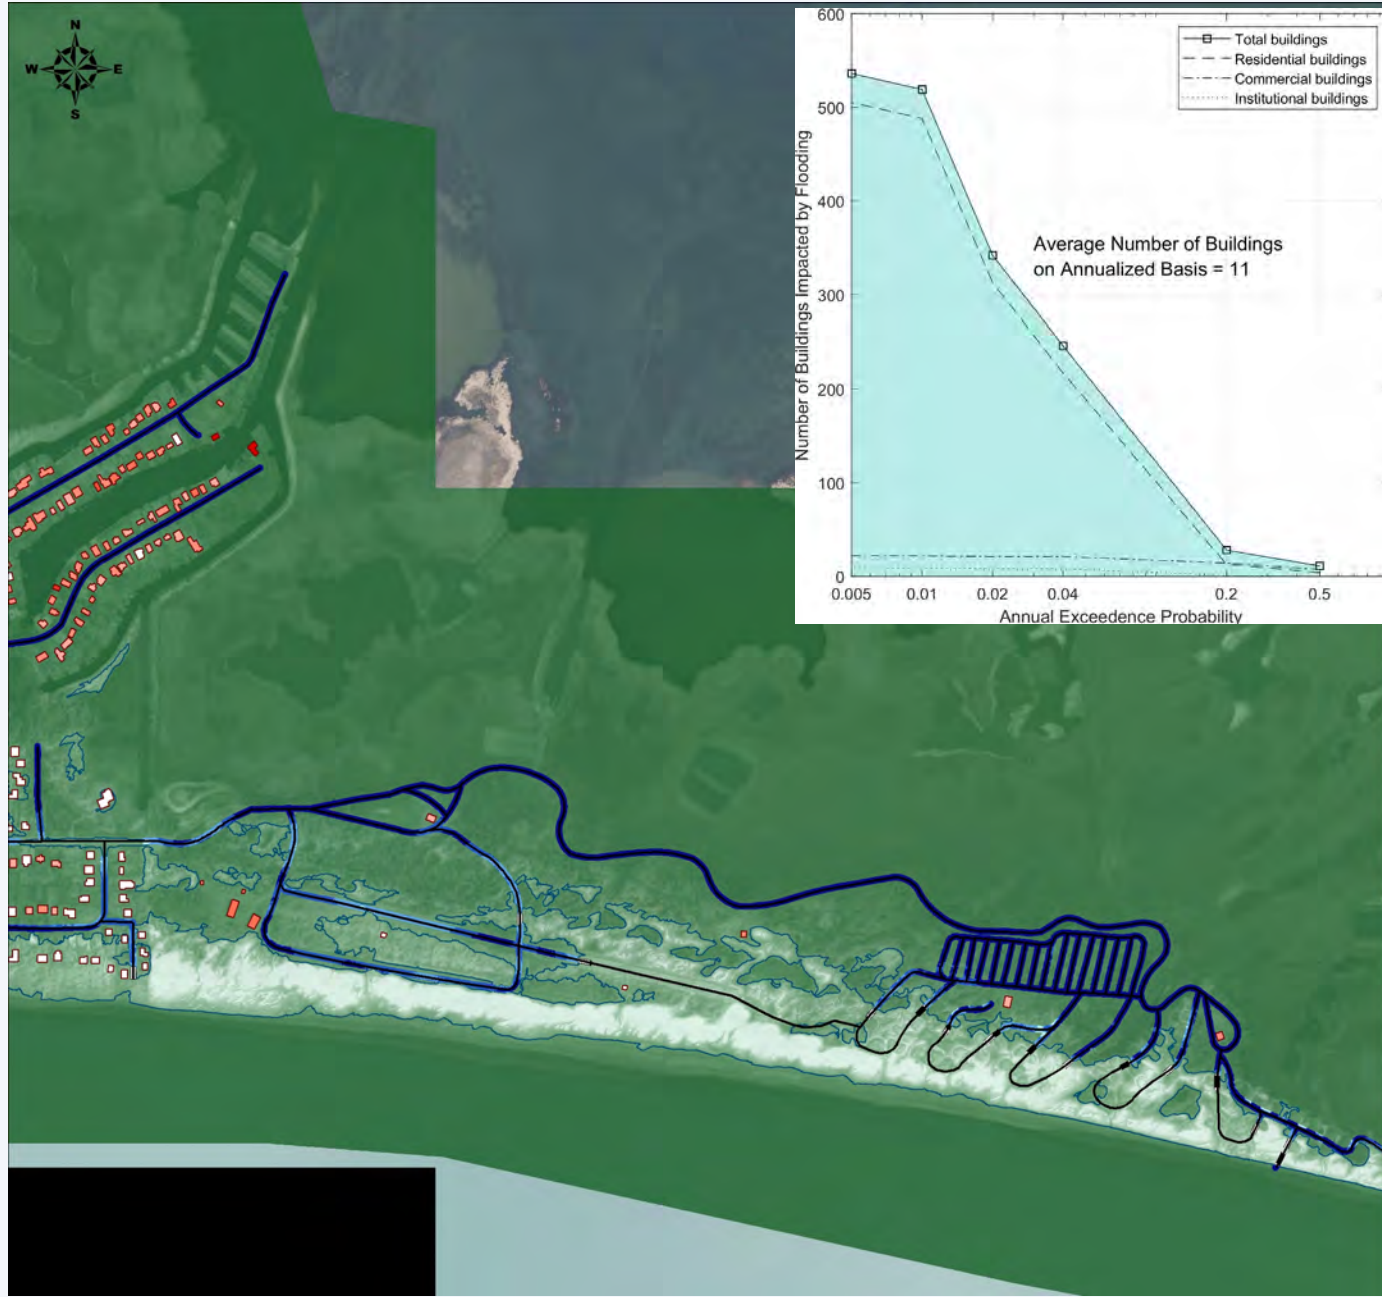 N
W E
S
600
500
400
300
200
100
0
Number of Buildings Impacted by Flooding
Total buildings
Residential buildings
Commercial buildings
Institutional buildings
Average Number of Buildings
on Annualized Basis = 11
0.005 0.01 0.02 0.04 0.2 0.5
Annual Exceedence Probability